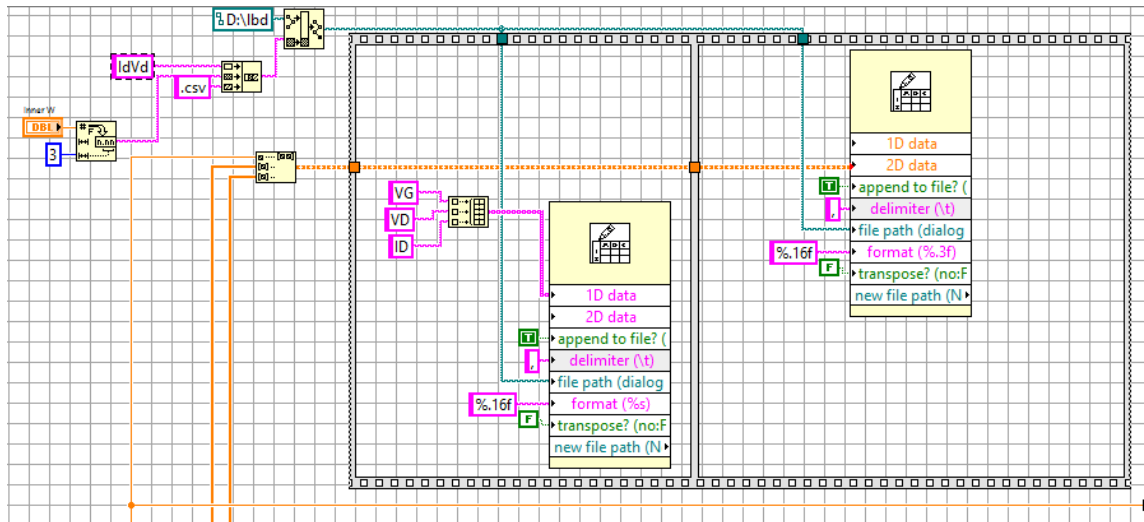 D:\lbd
IdVd
.csv
Inner W
DBL
3
VG
VD
ID
1D data
2D data
T
append to file? (
,
delimiter (\t)
file path (dialog
%.16f
format (%s)
F
transpose? (no:F
new file path (N
1D data
2D data
T
append to file? (
,
delimiter (\t)
file path (dialog
%.16f
format (%.3f)
F
transpose? (no:F
new file path (N